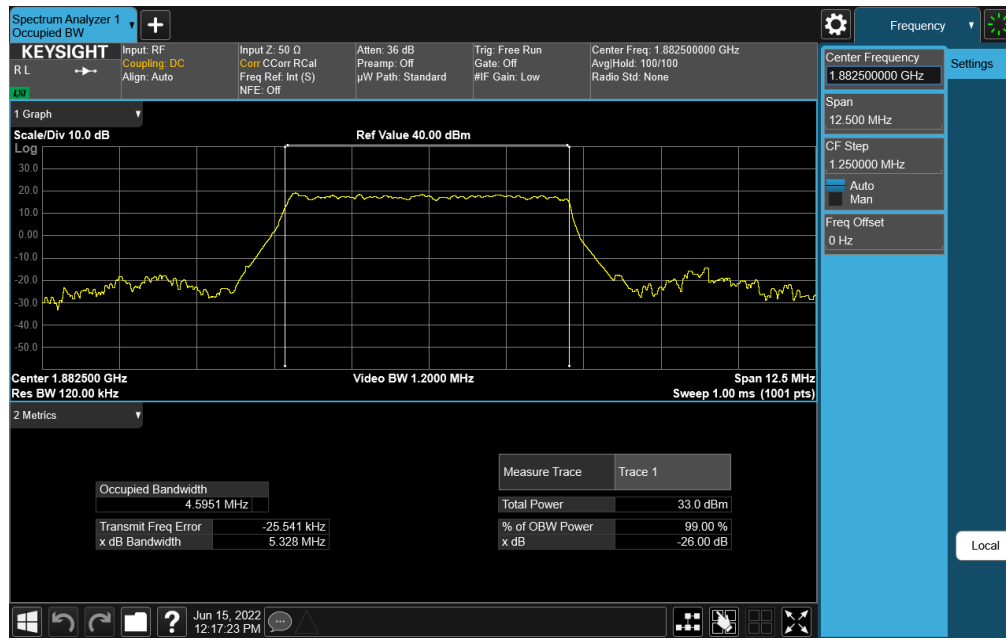 Spectrum Analyzer 1
Occupied BW
Frequency
KEYSIGHT
R L
LXI
Input: RF
Coupling: DC
Align: Auto
Input Z: 50 Ω
Corr CCorr RCal
Freq Ref: Int (S)
NFE: Off
Atten: 36 dB
Preamp: Off
µW Path: Standard
Trig: Free Run
Gate: Off
#IF Gain: Low
Center Freq: 1.882500000 GHz
Avg|Hold: 100/100
Radio Std: None
Center Frequency
1.882500000 GHz
Settings
Span
12.500 MHz
CF Step
1.250000 MHz
Auto
Man
Freq Offset
0 Hz
Local
1 Graph
Scale/Div 10.0 dB
Ref Value 40.00 dBm
Log
30.0
20.0
10.0
0.00
-10.0
-20.0
-30.0
-40.0
-50.0
Center 1.882500 GHz
Video BW 1.2000 MHz
Span 12.5 MHz
Res BW 120.00 kHz
Sweep 1.00 ms (1001 pts)
2 Metrics
Measure Trace Trace 1
Occupied Bandwidth
4.5951 MHz
Total Power 33.0 dBm
Transmit Freq Error -25.541 kHz
% of OBW Power 99.00 %
x dB Bandwidth 5.328 MHz
x dB -26.00 dB
?
Jun 15, 2022
12:17:23 PM